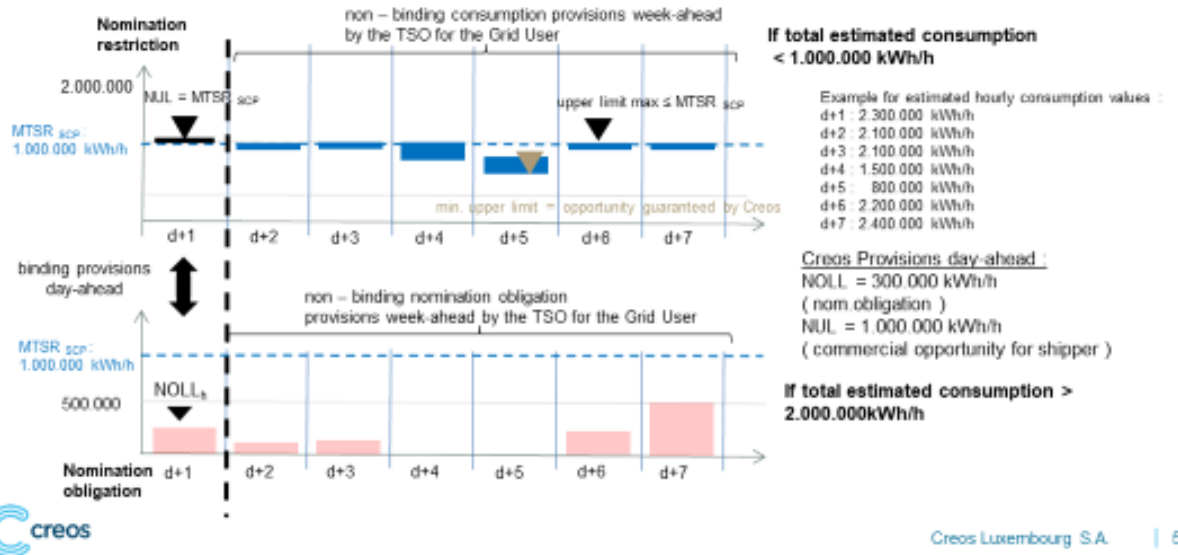 Nomination
restriction
non – binding consumption provisions week-ahead
by the TSO for the Grid User
2.000.000
NUL = MTSR SCP
upper limit max ≤ MTSR SCP
MTSR SCP :
1.000.000 kWh/h
min. upper limit = opportunity guaranteed by Creos
d+1
d+2
d+3
d+4
d+5
d+6
d+7
binding provisions
day-ahead
non – binding nomination obligation
provisions week-ahead by the TSO for the Grid User
MTSR SCP :
1.000.000 kWh/h
NOLLh
500.000
Nomination
obligation
d+1
d+2
d+3
d+4
d+5
d+6
d+7
If total estimated consumption
< 1.000.000 kWh/h
Example for estimated hourly consumption values :
d+1 : 2.300.000 kWh/h
d+2 : 2.100.000 kWh/h
d+3 : 2.100.000 kWh/h
d+4 : 1.500.000 kWh/h
d+5 : 800.000 kWh/h
d+6 : 2.200.000 kWh/h
d+7 : 2.400.000 kWh/h
Creos Provisions day-ahead :
NOLL = 300.000 kWh/h
( nom.obligation )
NUL = 1.000.000 kWh/h
( commercial opportunity for shipper )
If total estimated consumption >
2.000.000kWh/h
creos
Creos Luxembourg S.A. | 5